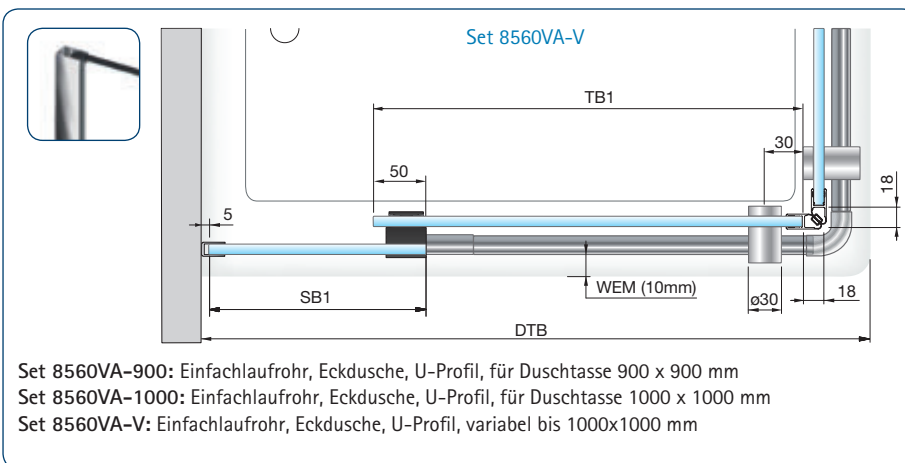 Set 8560VA-V
TB1
30
50
18
5
WEM (10mm)
SB1
ø30
18
DTB
Set 8560VA-900: Einfachlaufrohr, Eckdusche, U-Profil, für Duschtasse 900 x 900 mm
Set 8560VA-1000: Einfachlaufrohr, Eckdusche, U-Profil, für Duschtasse 1000 x 1000 mm
Set 8560VA-V: Einfachlaufrohr, Eckdusche, U-Profil, variabel bis 1000x1000 mm